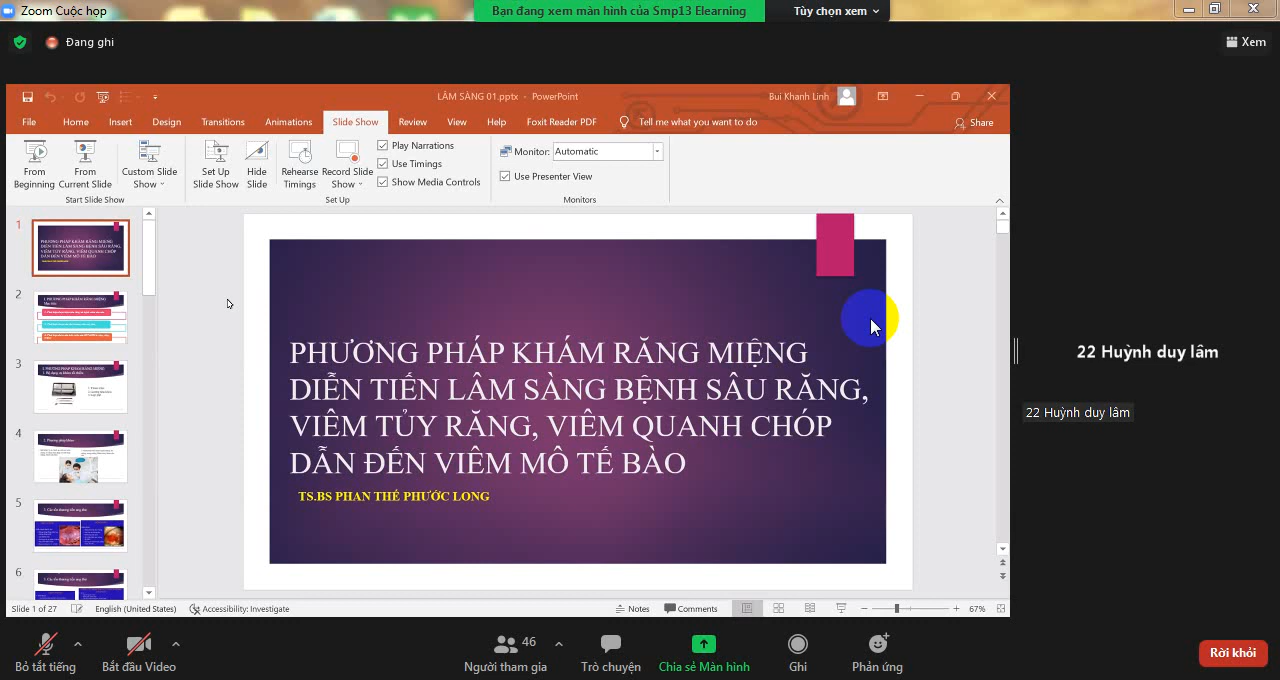 Zoom Cuộc họp
Bạn đang xem màn hình của Smp13 Elearning
Tùy chọn xem
Đang ghi
Xem
LÂM SÀNG 01.pptx - PowerPoint
Bui Khanh Linh
File Home Insert Design Transitions Animations Slide Show Review View Help Foxit Reader PDF Tell me what you want to do Share
From Beginning
From Current Slide
Custom Slide Show
Set Up Slide Show
Hide Slide
Rehearse Timings
Record Slide Show
Play Narrations
Use Timings
Show Media Controls
Monitor: Automatic
Use Presenter View
Start Slide Show
Set Up
Monitors
1
2
3
4
5
6
PHƯƠNG PHÁP KHÁM RĂNG MIỆNG
DIỄN TIẾN LÂM SÀNG BỆNH SÂU RĂNG,
VIÊM TỦY RĂNG, VIÊM QUANH CHÓP
DẪN ĐẾN VIÊM MÔ TẾ BÀO
TS.BS PHAN THẾ PHƯỚC LONG
22 Huỳnh duy lâm
22 Huỳnh duy lâm
Slide 1 of 27 English (United States) Accessibility: Investigate Notes Comments 67%
Bỏ tắt tiếng
Bắt đầu Video
46
Người tham gia
Trò chuyện
Chia sẻ Màn hình
Ghi
Phản ứng
Rời khỏi